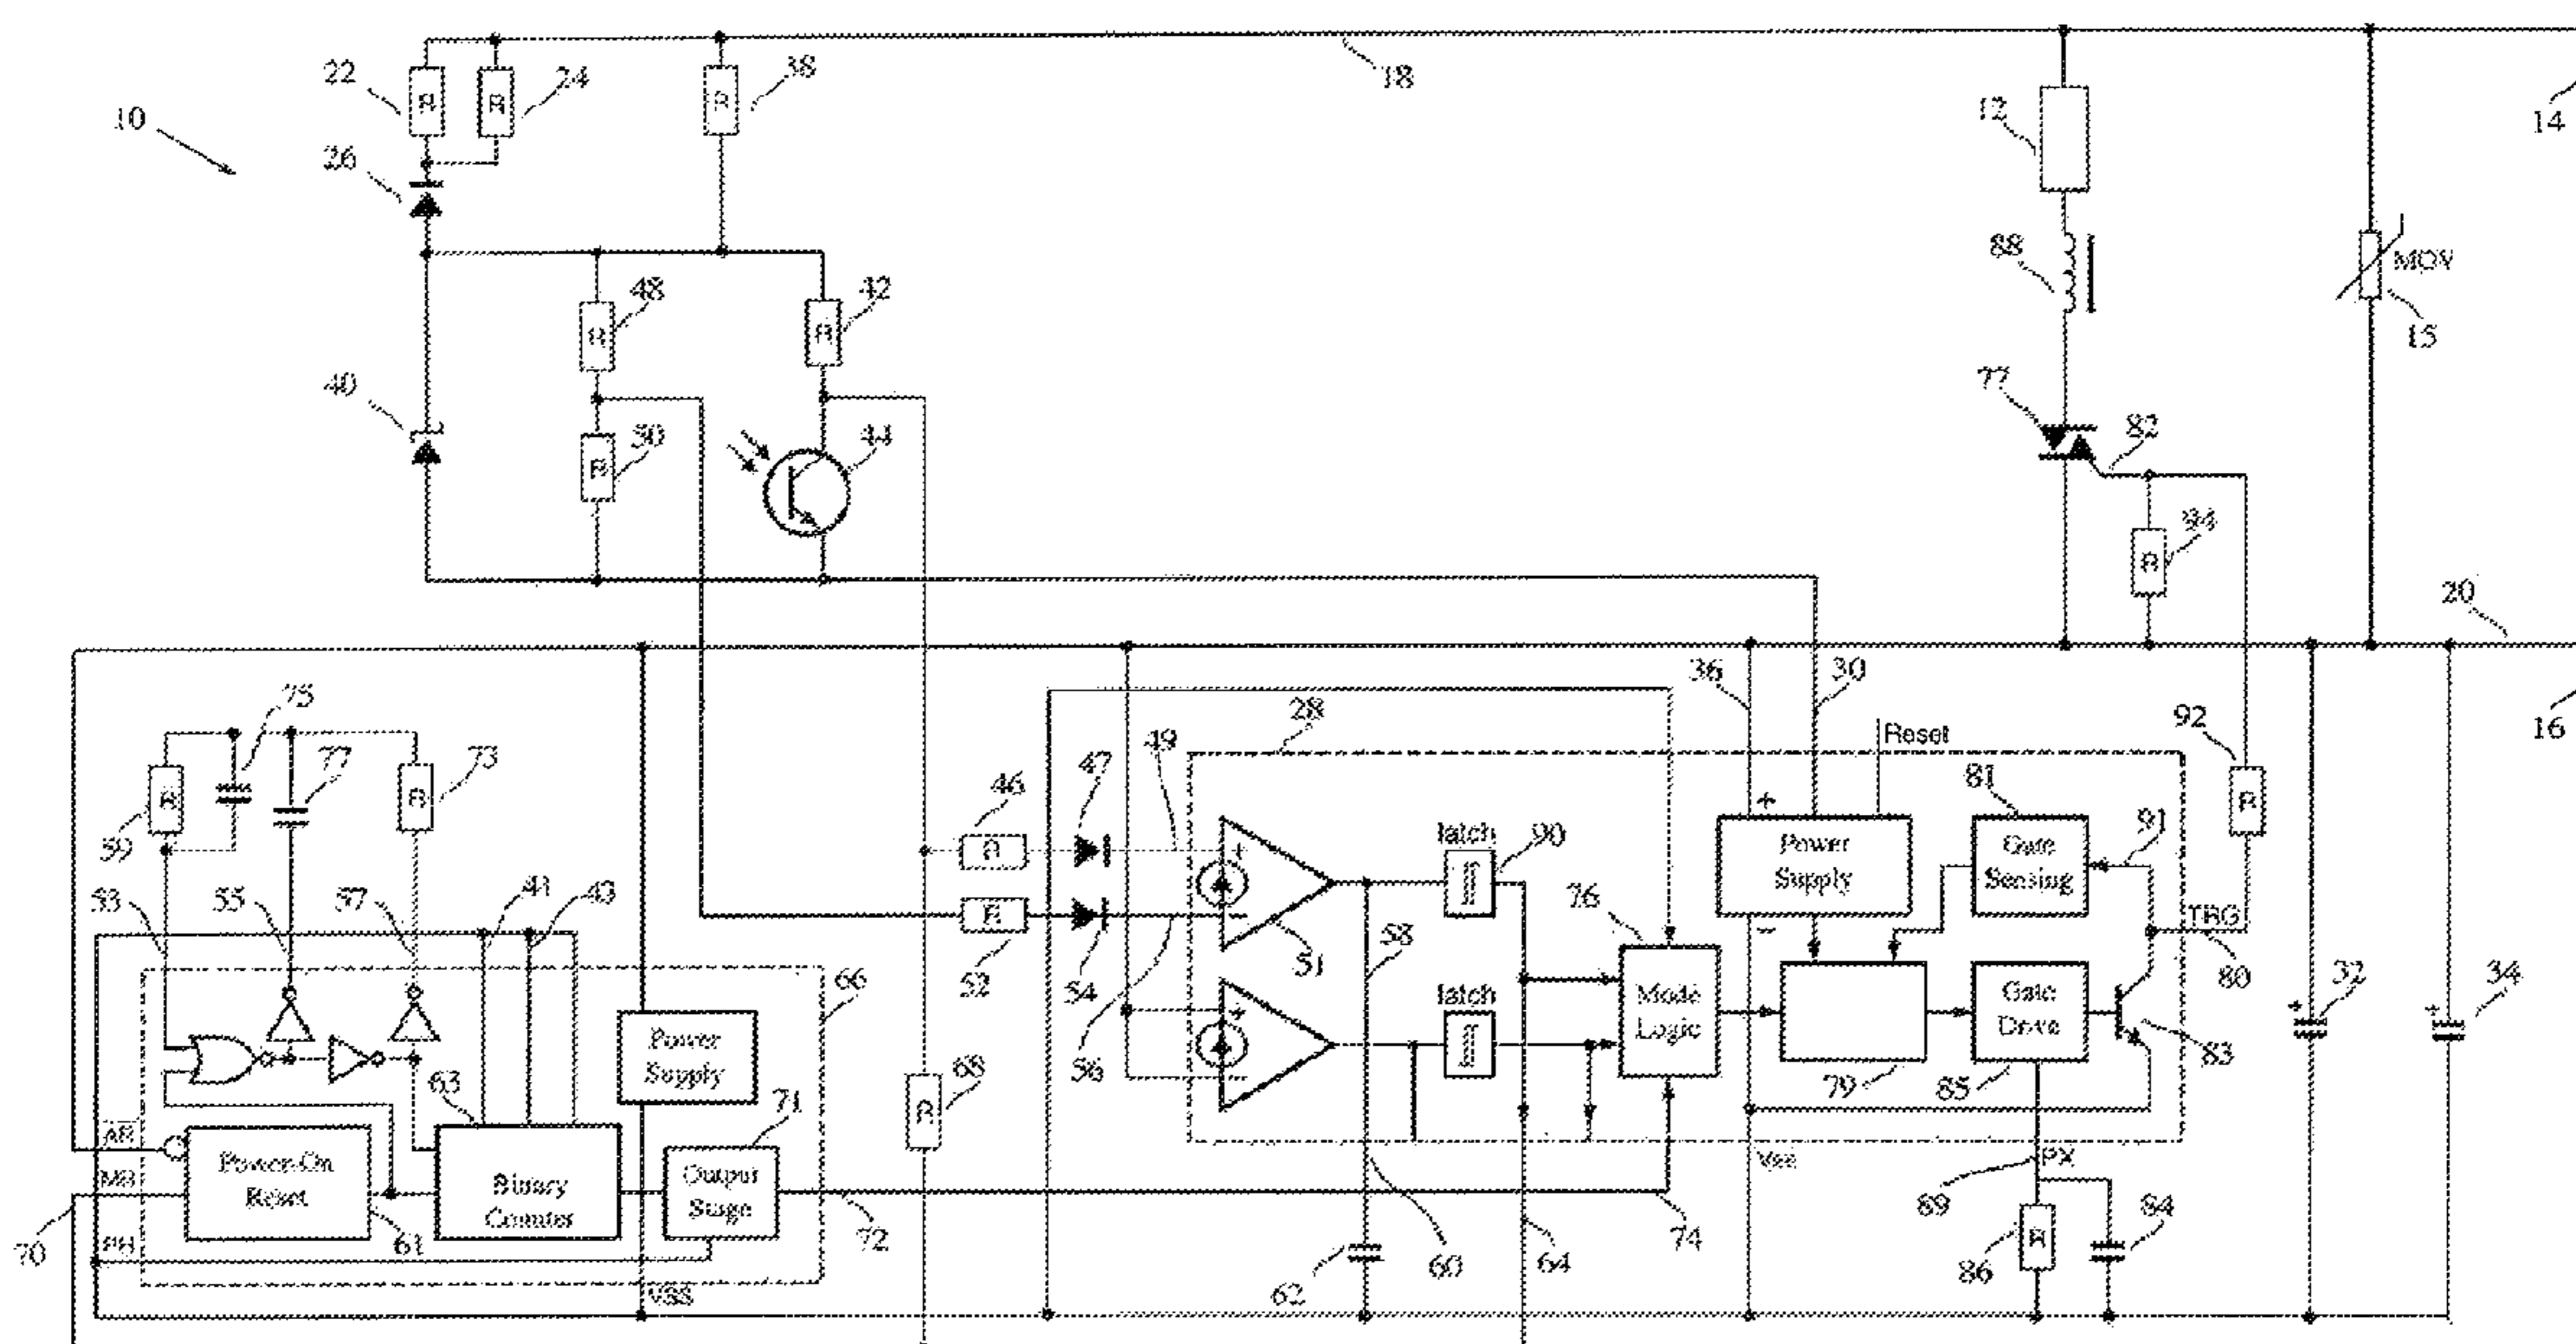 22
24
38
18
12
14
10
26
88
MOV
15
48
42
40
50
44
77
82
94
20
36
30
16
75
77
73
28
Reset
92
49
47
46
81
91
59
latch
90
+
Power
Supply
Gate
Sensing
TRG
80
53
55
57
41
43
76
51
58
52
54
56
66
latch
Mode
Logic
79
Gate
Drive
85
83
32
34
Power
Supply
68
63
71
Power-On
Reset
61
Binary
Counter
Output
Stage
72
74
70
AR
MR
PH
VSS
62
60
64
Vee
PX
89
86
84
R
R
R
R
R
R
R
R
R
R
R
R
R
R